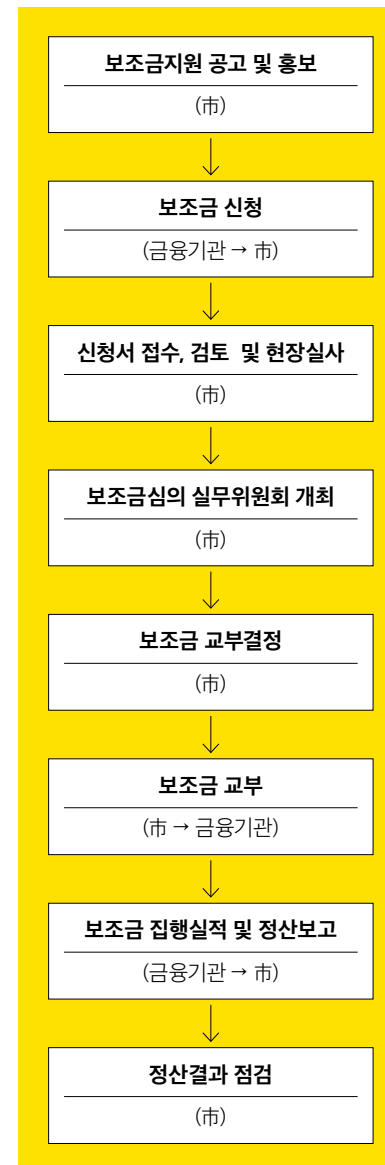 보조금지원 공고 및 홍보
(市)
보조금 신청
(금융기관 → 市)
신청서 접수, 검토 및 현장실사
(市)
보조금심의 실무위원회 개최
(市)
보조금 교부결정
(市)
보조금 교부
(市 → 금융기관)
보조금 집행실적 및 정산보고
(금융기관 → 市)
정산결과 점검
(市)